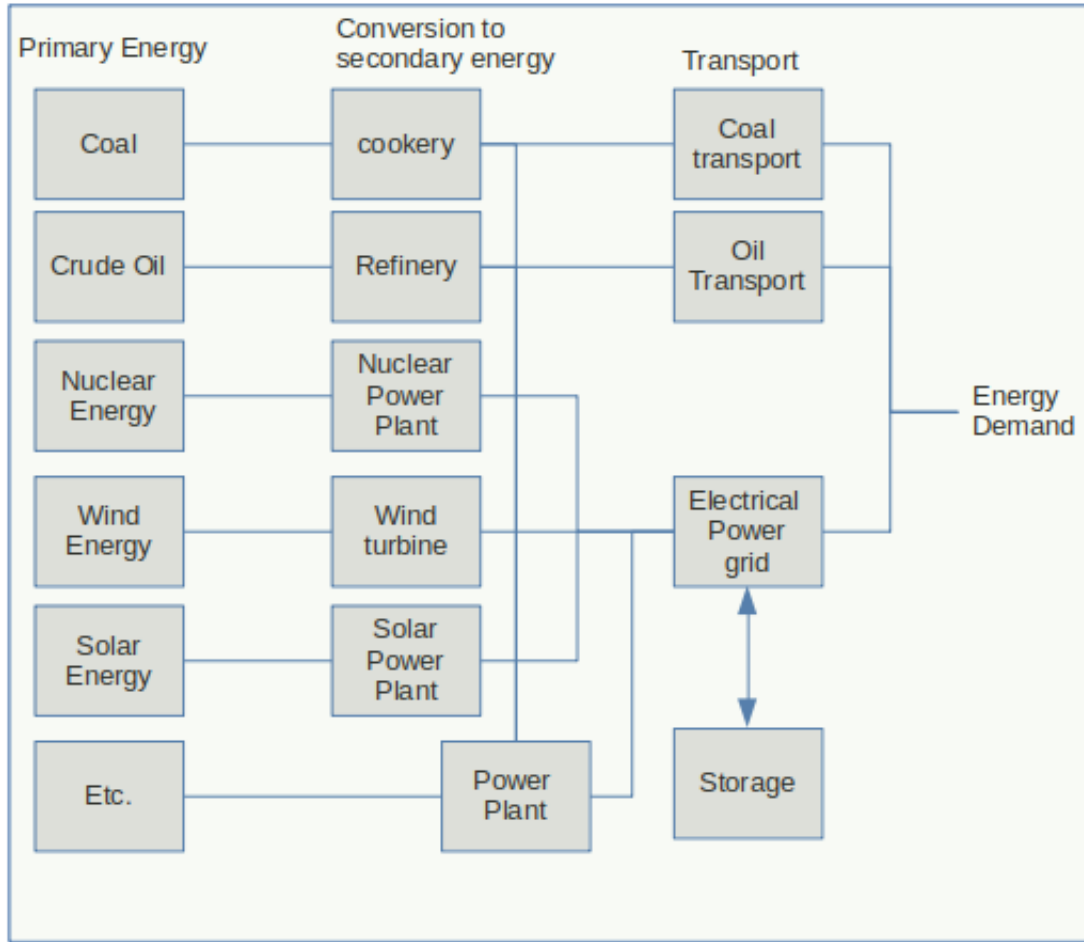 Primary Energy
Conversion to
secondary energy
Transport
Coal
cookery
Coal
transport
Crude Oil
Refinery
Oil
Transport
Nuclear
Energy
Nuclear
Power
Plant
Energy
Demand
Wind
Energy
Wind
turbine
Electrical
Power
grid
Solar
Energy
Solar
Power
Plant
Etc.
Power
Plant
Storage